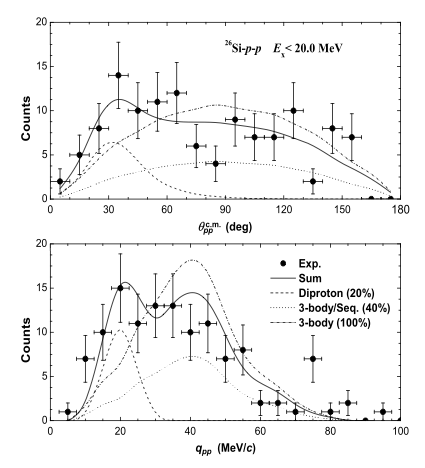 20
15
10
5
0
Counts
²⁶Si-p-p Eₓ< 20.0 MeV
0 30 60 90 120 150 180
θ_pp^c.m. (deg)
20
15
10
5
0
Counts
Exp.
Sum
Diproton (20%)
3-body/Seq. (40%)
3-body (100%)
0 20 40 60 80 100
q_pp (MeV/c)